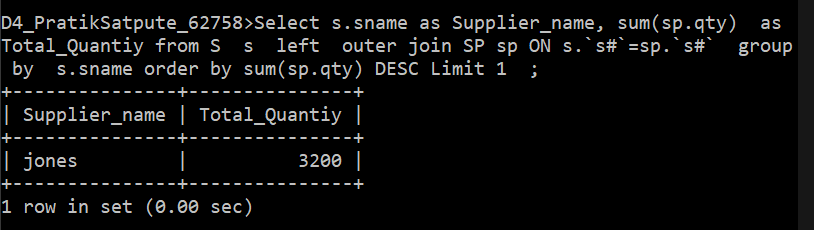 D4_PratikSatpute_62758>Select s.sname as Supplier_name, sum(sp.qty)  as
Total_Quantiy from S  s  left  outer join SP sp ON s.`s#`=sp.`s#`  group
 by  s.sname order by sum(sp.qty) DESC Limit 1  ;
+---------------+---------------+
| Supplier_name | Total_Quantiy |
+---------------+---------------+
| jones         |          3200 |
+---------------+---------------+
1 row in set (0.00 sec)